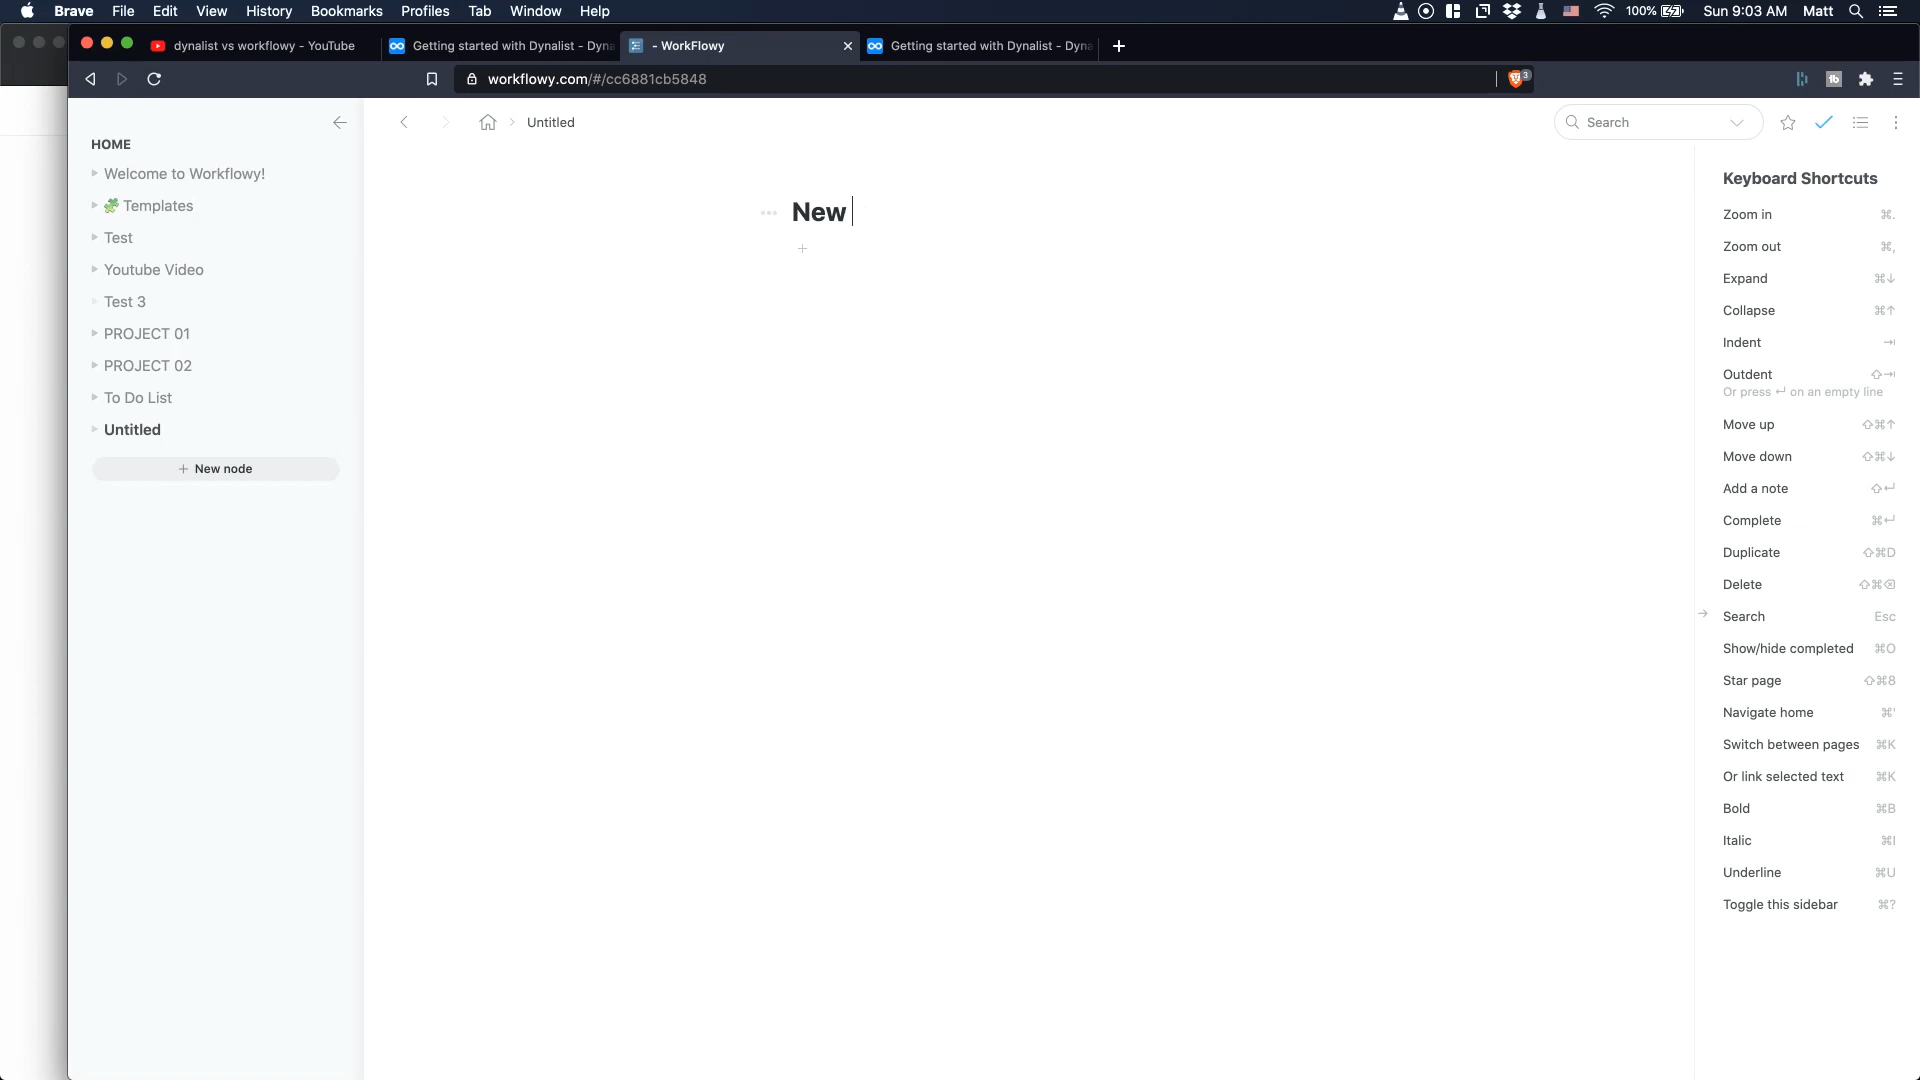 Brave File Edit View History Bookmarks Profiles Tab Window Help 100% Sun 9:03 AM Matt
dynalist vs workflowy - YouTube
Getting started with Dynalist - Dyna
- WorkFlowy
Getting started with Dynalist - Dyna
workflowy.com/#/cc6881cb5848
3
HOME
Welcome to Workflowy!
Templates
Test
Youtube Video
Test 3
PROJECT 01
PROJECT 02
To Do List
Untitled
+ New node
Untitled
Search
New
+
Keyboard Shortcuts
Zoom in ⌘.
Zoom out ⌘,
Expand ⌘↓
Collapse ⌘↑
Indent ⇥
Outdent ⇧⇥
Or press ↵ on an empty line
Move up ⇧⌘↑
Move down ⇧⌘↓
Add a note ⇧↵
Complete ⌘↵
Duplicate ⇧⌘D
Delete ⇧⌘⌫
Search Esc
Show/hide completed ⌘O
Star page ⇧⌘8
Navigate home ⌘'
Switch between pages ⌘K
Or link selected text ⌘K
Bold ⌘B
Italic ⌘I
Underline ⌘U
Toggle this sidebar ⌘?